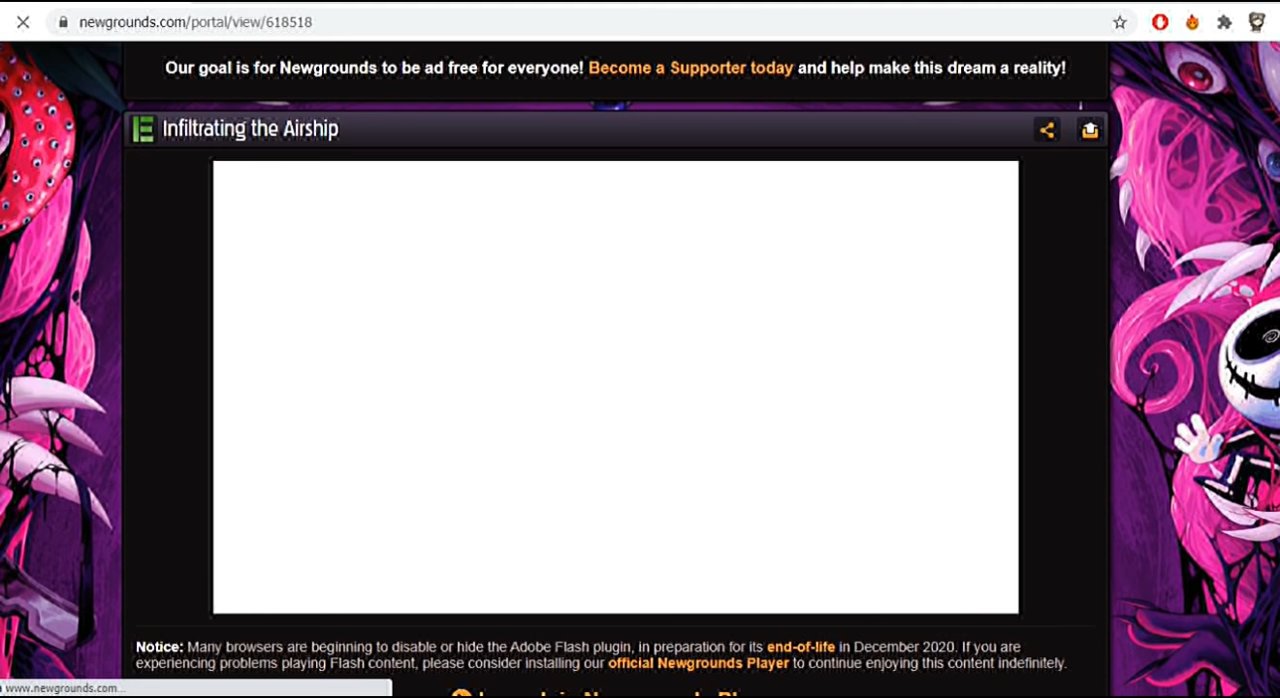 newgrounds.com/portal/view/618518
Our goal is for Newgrounds to be ad free for everyone! Become a Supporter today and help make this dream a reality!
E Infiltrating the Airship
Notice: Many browsers are beginning to disable or hide the Adobe Flash plugin, in preparation for its end-of-life in December 2020. If you are
experiencing problems playing Flash content, please consider installing our official Newgrounds Player to continue enjoying this content indefinitely.
www.newgrounds.com...